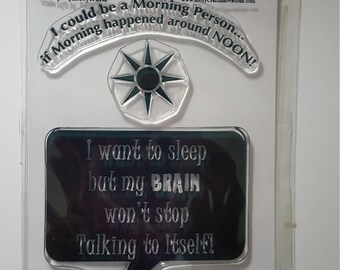 I could be a Morning Person...
if Morning happened around NOON!
I want to sleep
but my BRAIN
won't stop
Talking to Itself!